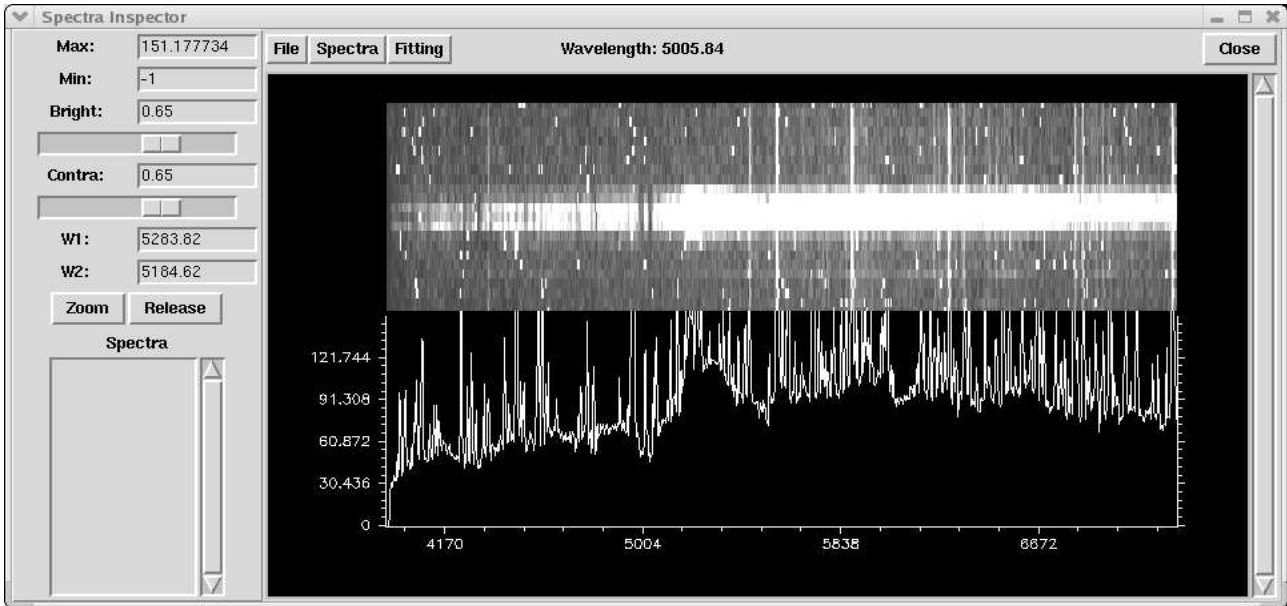 Spectra Inspector
Max: 151.177734
Min: -1
Bright: 0.65
Contra: 0.65
W1: 5283.82
W2: 5184.62
Zoom Release
Spectra
File Spectra Fitting Wavelength: 5005.84 Close
121.744
91.308
60.872
30.436
0
4170 5004 5838 6672